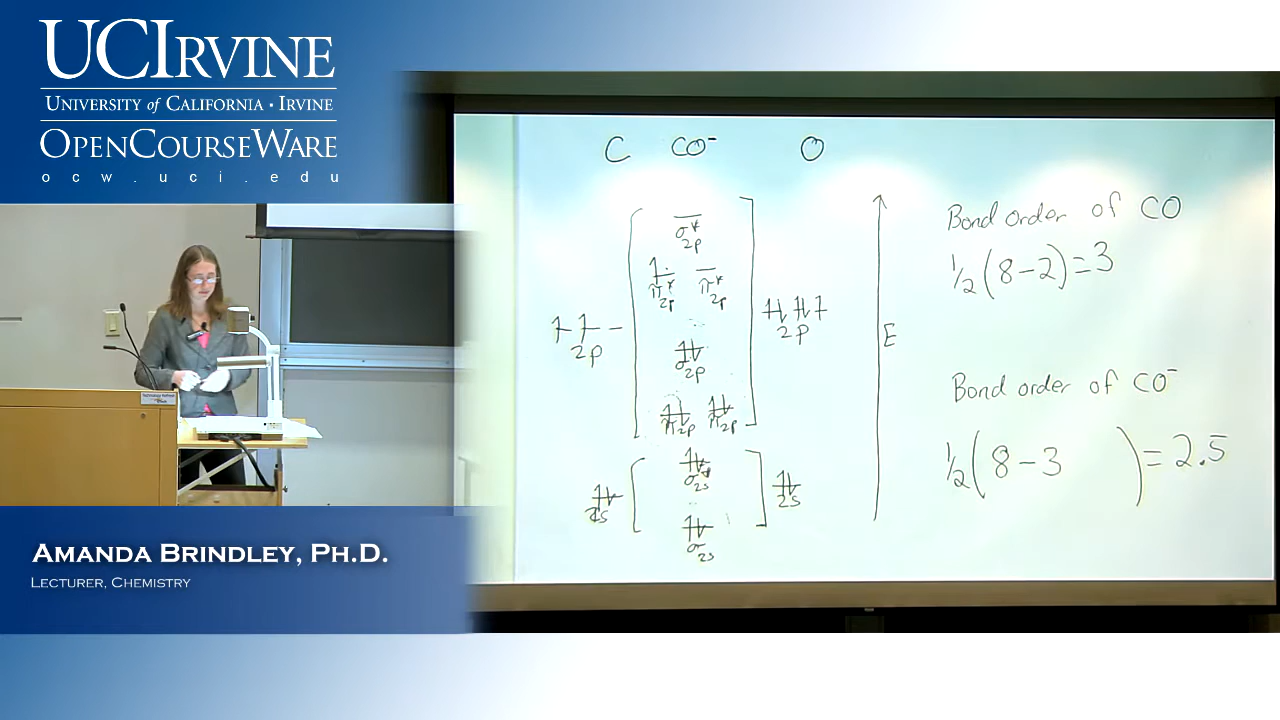 UCIRVINE
UNIVERSITY of CALIFORNIA · IRVINE
OPENCOURSEWARE
ocw.uci.edu
AMANDA BRINDLEY, PH.D.
LECTURER, CHEMISTRY
C CO⁻ O
σ*2p
π*2p π*2p
2p σ2p 2p
π2p π2p
σ*2s
2s 2s
σ2s
E
Bond order of CO
1/2(8-2)=3
Bond order of CO⁻
1/2(8-3)=2.5